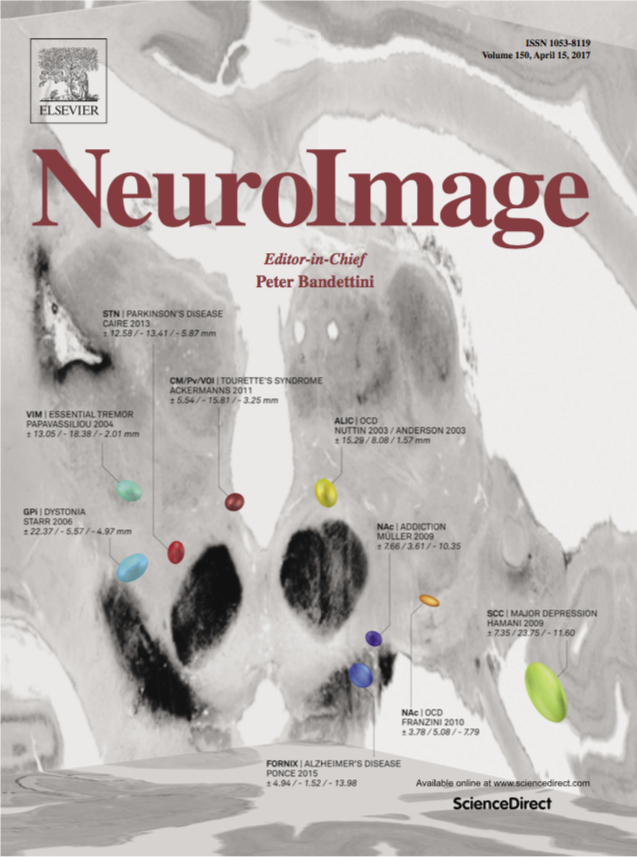 ISSN 1053-8119
Volume 150, April 15, 2017
ELSEVIER
NeuroImage
Editor-in-Chief
Peter Bandettini
STN | PARKINSON'S DISEASE
CAIRE 2013
± 12.58 / - 13.41 / - 5.87 mm
CM/Pv/VOI | TOURETTE'S SYNDROME
ACKERMANNS 2011
± 5.54 / - 15.81 / - 3.25 mm
VIM | ESSENTIAL TREMOR
PAPAVASSILIOU 2004
± 13.05 / - 18.38 / - 2.01 mm
ALIC | OCD
NUTTIN 2003 / ANDERSON 2003
± 15.29 / 8.08 / 1.57 mm
GPi | DYSTONIA
STARR 2006
± 22.37 / - 5.57 / - 4.97 mm
NAc | ADDICTION
MÜLLER 2009
± 7.66 / 3.61 / - 10.35
SCC | MAJOR DEPRESSION
HAMANI 2009
± 7.35 / 23.75 / - 11.60
NAc | OCD
FRANZINI 2010
± 3.78 / 5.08 / - 7.79
FORNIX | ALZHEIMER'S DISEASE
PONCE 2015
± 4.94 / - 1.52 / - 13.98
Available online at www.sciencedirect.com
ScienceDirect